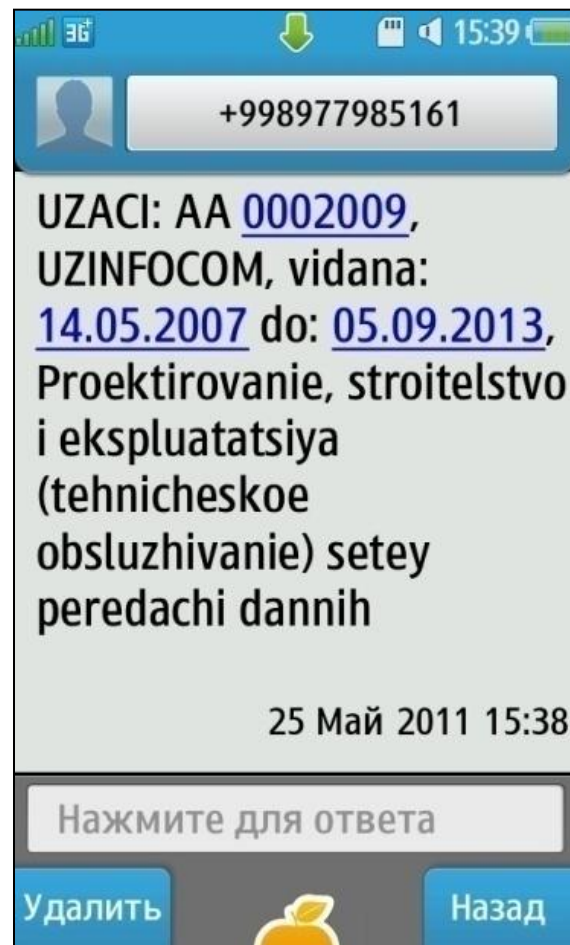 3G
15:39
+998977985161
UZACI: AA 0002009,
UZINFOCOM, vidana:
14.05.2007 do: 05.09.2013,
Proektirovanie, stroitelstvo
i ekspluatatsiya
(tehnicheskoe
obsluzhivanie) setey
peredachi dannih
25 Май 2011 15:38
Нажмите для ответа
Удалить
Назад